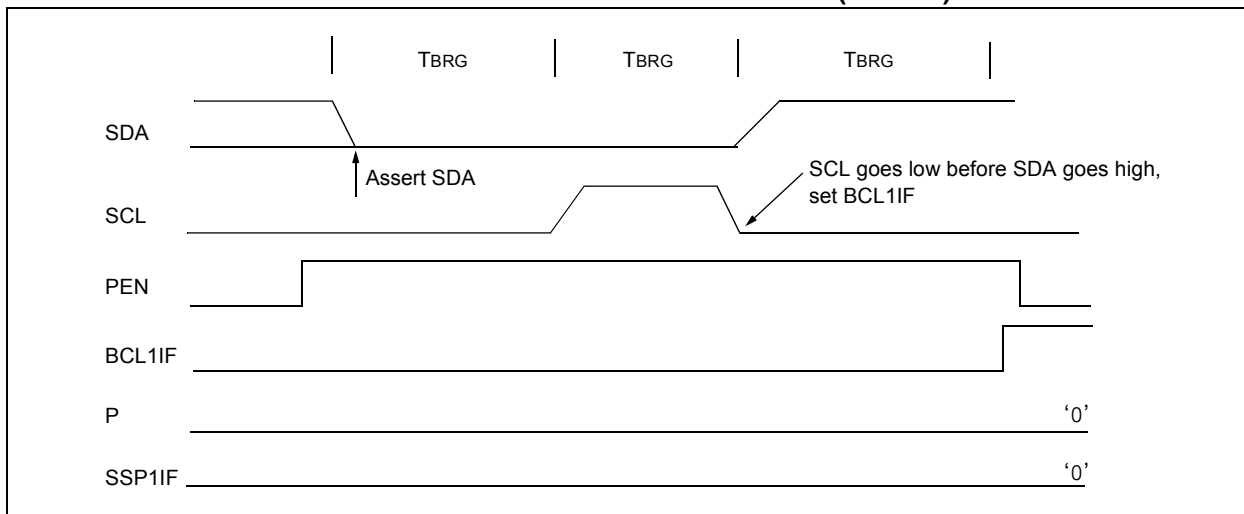 TBRG TBRG TBRG
SDA
Assert SDA
SCL goes low before SDA goes high,
set BCL1IF
SCL
PEN
BCL1IF
P
'0'
SSP1IF
'0'